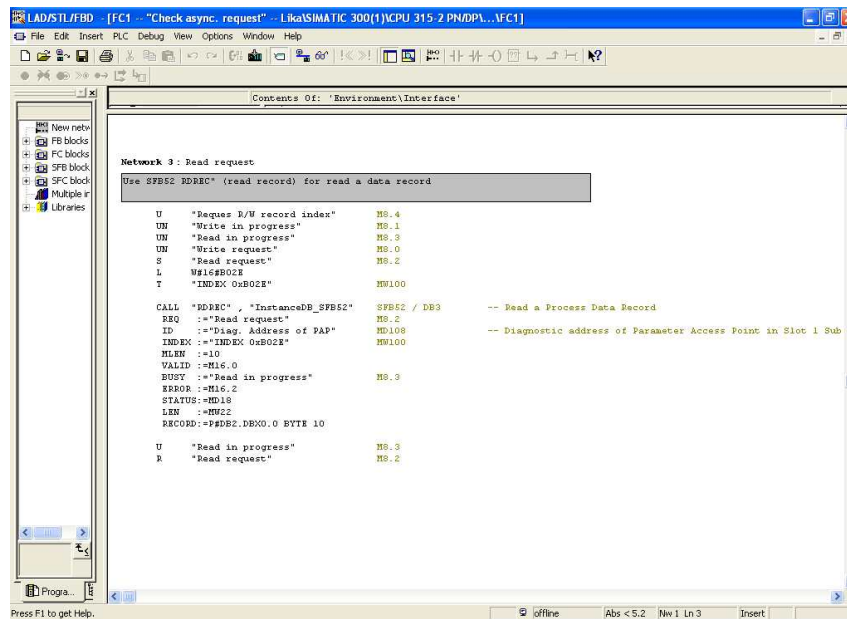 LAD/STL/FBD - [FC1 -- "Check async. request" -- Lika\SIMATIC 300(1)\CPU 315-2 PN/DP\...\FC1]
File Edit Insert PLC Debug View Options Window Help
Contents Of: 'Environment\Interface'
New netw
FB blocks
FC blocks
SFB block
SFC block
Multiple ir
Libraries
Network 3 : Read request
Use SFB52 RDREC" (read record) for read a data record
U "Reques R/W record index" M8.4
UN "Write in progress" M8.1
UN "Read in progress" M8.3
UN "Write request" M8.0
S "Read request" M8.2
L W#16#B02E
T "INDEX 0xB02E" MW100
CALL "RDREC" , "InstanceDB_SFB52" SFB52 / DB3 -- Read a Process Data Record
REQ :="Read request" M8.2
ID :="Diag. Address of PAP" MD108 -- Diagnostic address of Parameter Access Point in Slot 1 Sub
INDEX :="INDEX 0xB02E" MW100
MLEN :=10
VALID :=M16.0
BUSY :="Read in progress" M8.3
ERROR :=M16.2
STATUS:=MD18
LEN :=MW22
RECORD:=P#DB2.DBX0.0 BYTE 10
U "Read in progress" M8.3
R "Read request" M8.2
Progra...
Press F1 to get Help.
offline Abs < 5.2 Nw 1 Ln 3 Insert